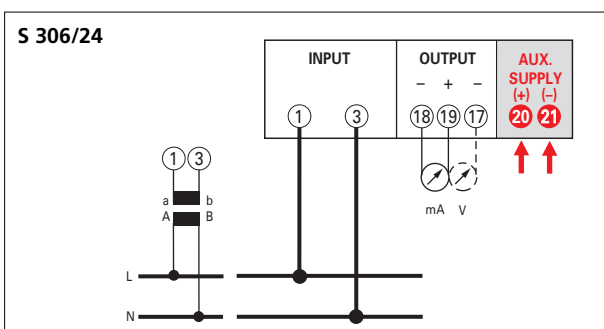 S 306/24
INPUT
OUTPUT
AUX.
SUPPLY
− + −
(+) (−)
1 3
18 19 17
20 21
1 3
a b
A B
mA V
L
N